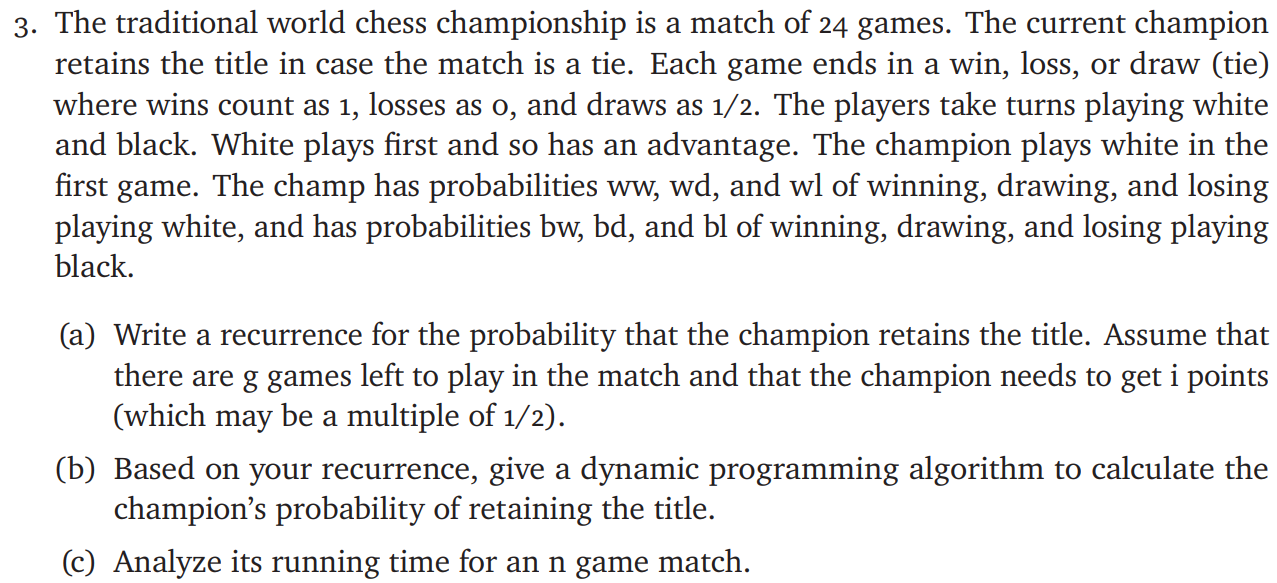 3. The traditional world chess championship is a match of 24 games. The current champion
retains the title in case the match is a tie. Each game ends in a win, loss, or draw (tie)
where wins count as 1, losses as 0, and draws as 1/2. The players take turns playing white
and black. White plays first and so has an advantage. The champion plays white in the
first game. The champ has probabilities ww, wd, and wl of winning, drawing, and losing
playing white, and has probabilities bw, bd, and bl of winning, drawing, and losing playing
black.
(a) Write a recurrence for the probability that the champion retains the title. Assume that
there are g games left to play in the match and that the champion needs to get i points
(which may be a multiple of 1/2).
(b) Based on your recurrence, give a dynamic programming algorithm to calculate the
champion’s probability of retaining the title.
(c) Analyze its running time for an n game match.